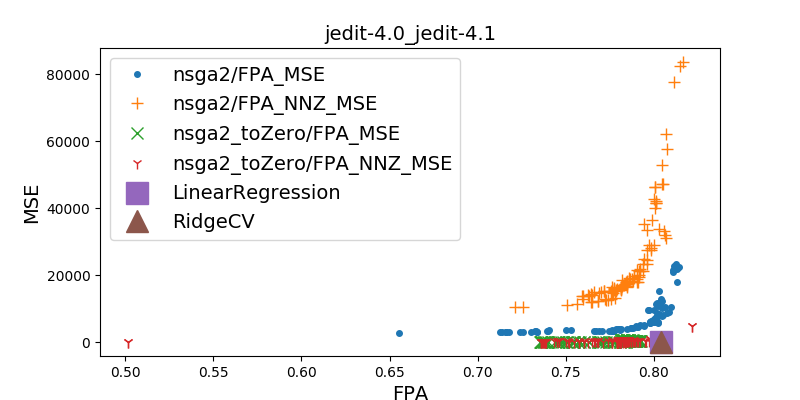 jedit-4.0_jedit-4.1
nsga2/FPA_MSE
nsga2/FPA_NNZ_MSE
nsga2_toZero/FPA_MSE
nsga2_toZero/FPA_NNZ_MSE
LinearRegression
RidgeCV
MSE
80000
60000
40000
20000
0
0.50 0.55 0.60 0.65 0.70 0.75 0.80
FPA